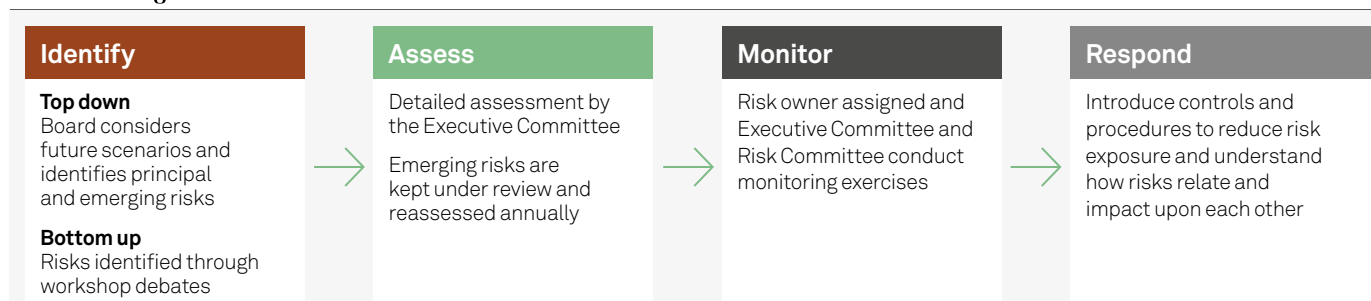 Identify
Top down
Board considers
future scenarios and
identifies principal
and emerging risks
Bottom up
Risks identified through
workshop debates
Assess
Detailed assessment by
the Executive Committee
Emerging risks are
kept under review and
reassessed annually
Monitor
Risk owner assigned and
Executive Committee and
Risk Committee conduct
monitoring exercises
Respond
Introduce controls and
procedures to reduce risk
exposure and understand
how risks relate and
impact upon each other